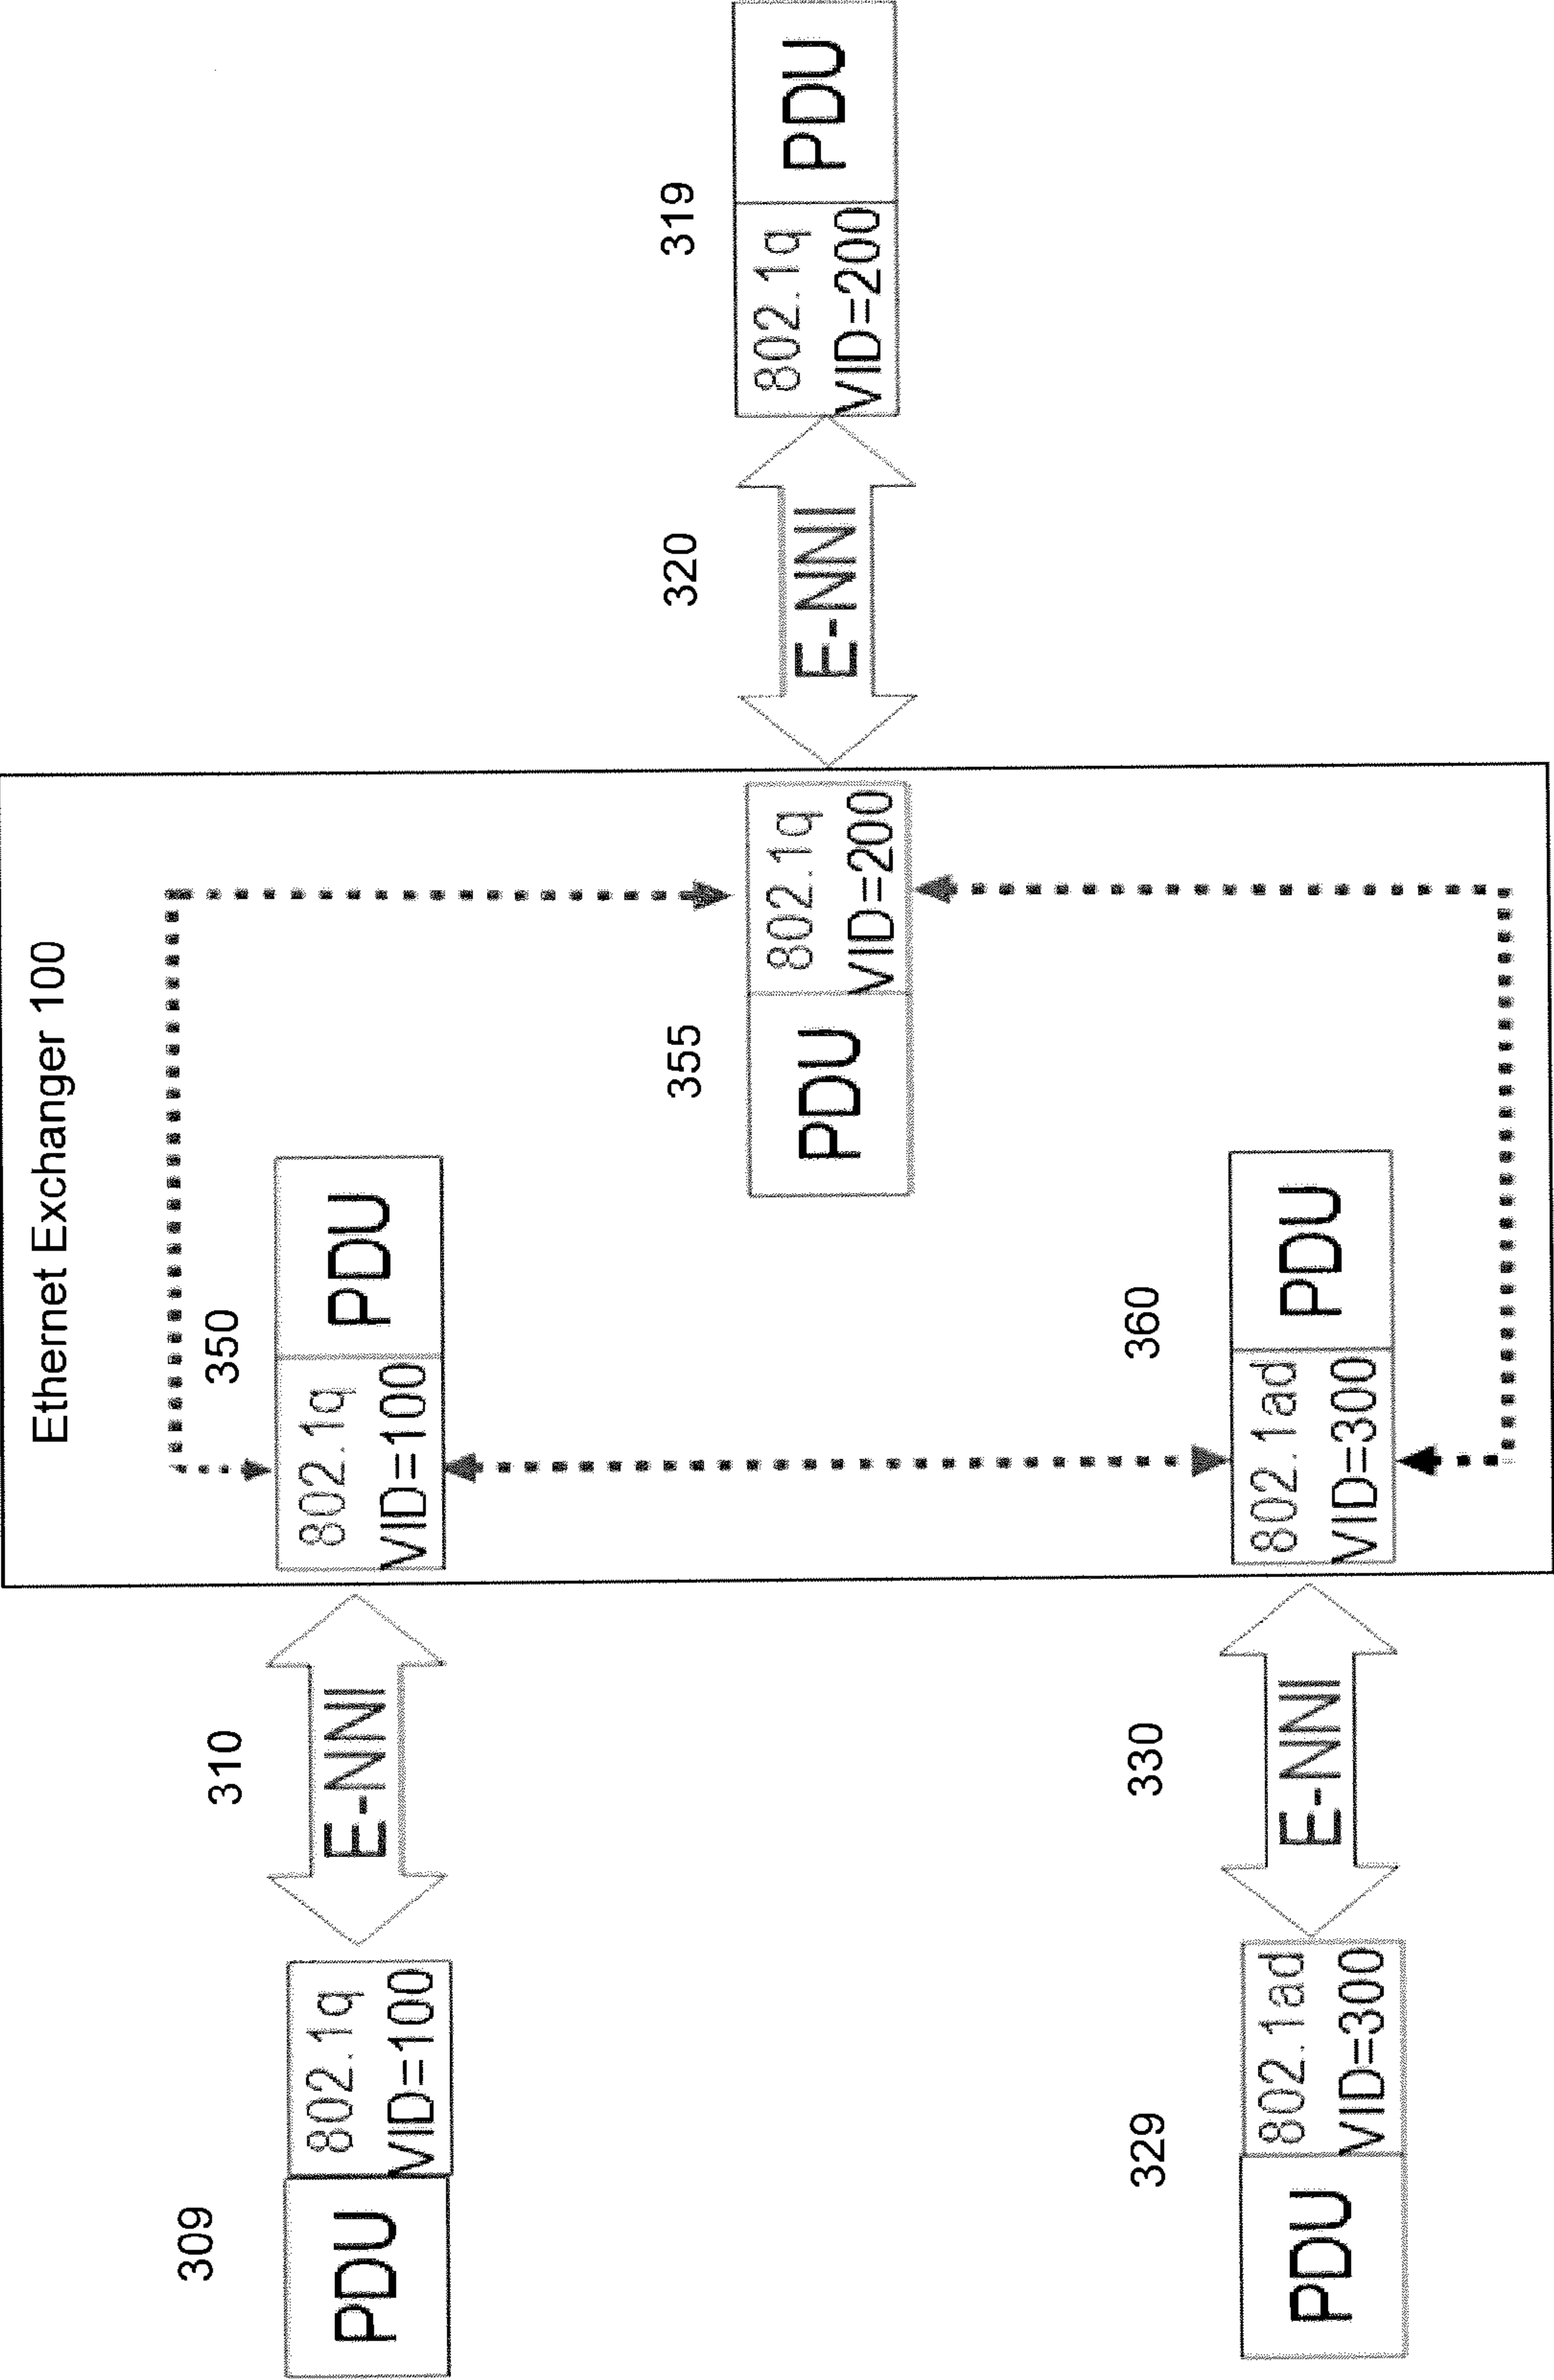 Ethernet Exchanger 100
309
PDU
802.1q
VID=100
310
E-NNI
350
802.1q
VID=100
PDU
355
PDU
802.1q
VID=200
320
E-NNI
319
802.1q
VID=200
PDU
329
PDU
802.1ad
VID=300
330
E-NNI
360
802.1ad
VID=300
PDU